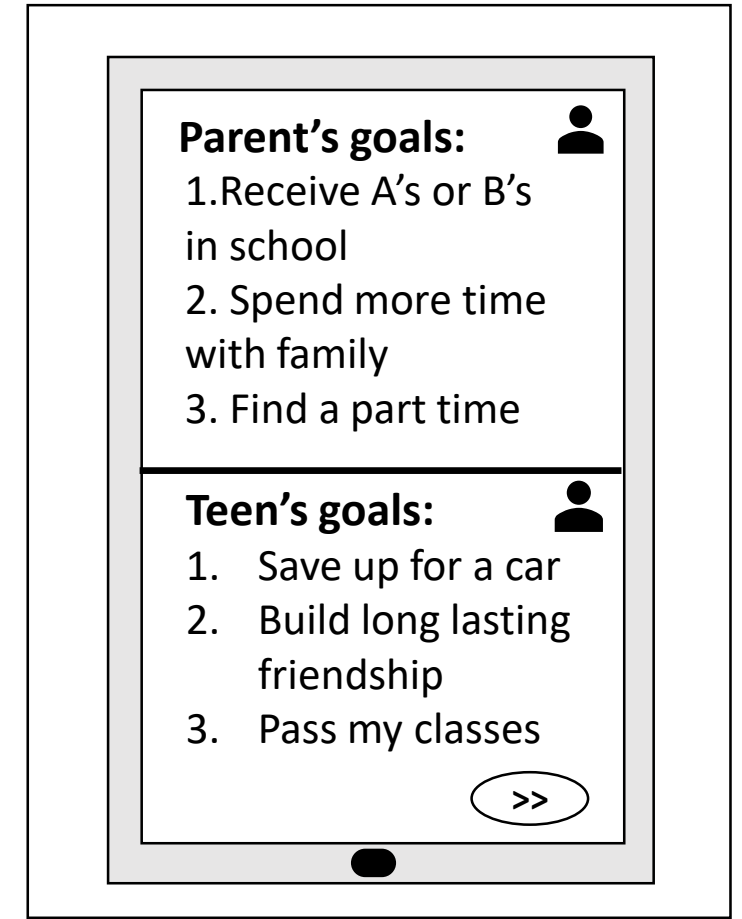 Parent’s goals:
1.Receive A’s or B’s
in school
2. Spend more time
with family
3. Find a part time
Teen’s goals:
1. Save up for a car
2. Build long lasting
friendship
3. Pass my classes
>>